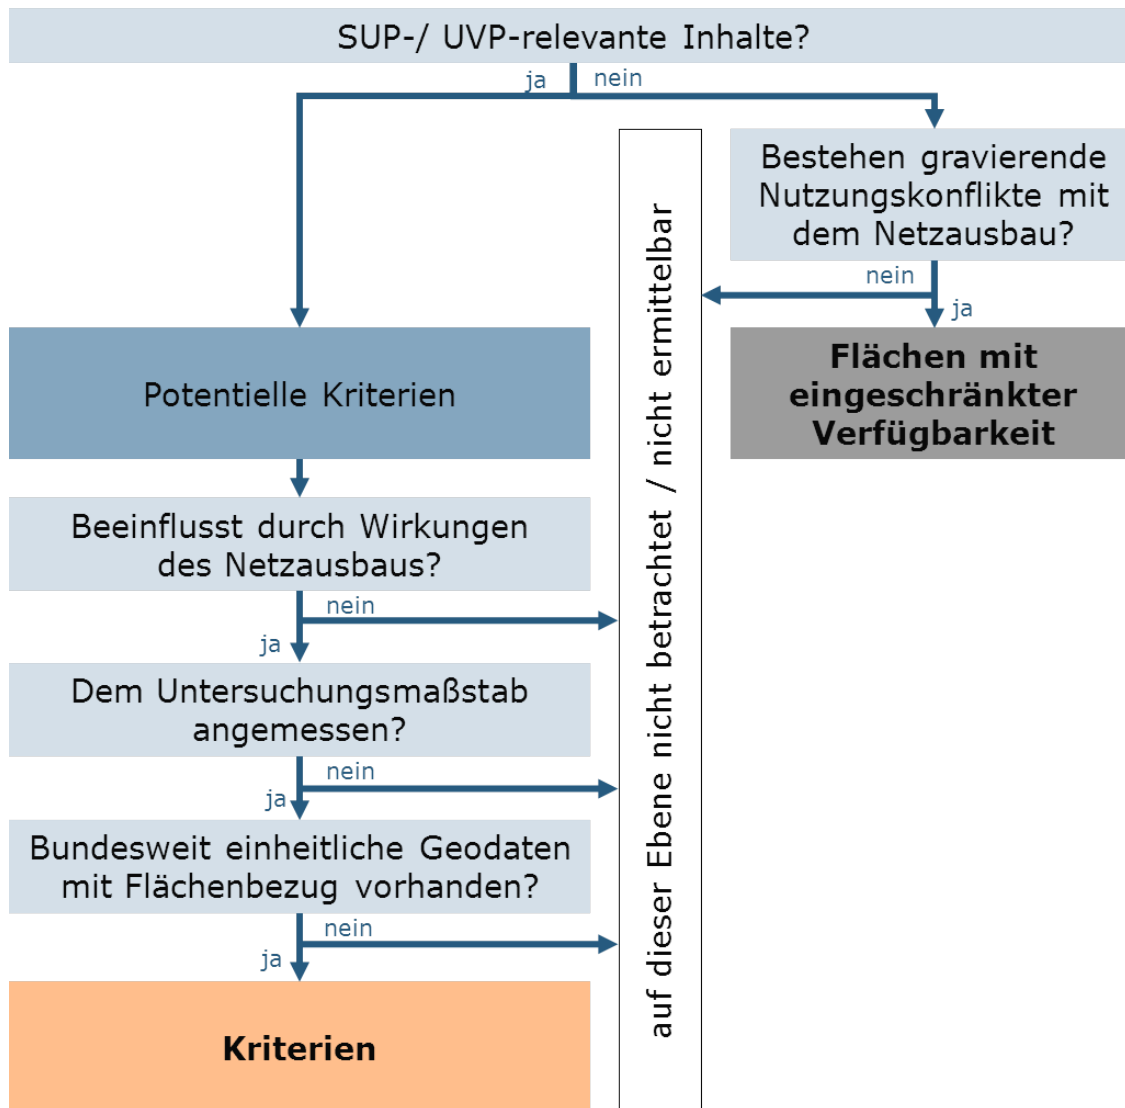 SUP-/ UVP-relevante Inhalte?
ja
nein
Bestehen gravierende
Nutzungskonflikte mit
dem Netzausbau?
nein
ja
Flächen mit
eingeschränkter
Verfügbarkeit
Potentielle Kriterien
Beeinflusst durch Wirkungen
des Netzausbaus?
nein
ja
Dem Untersuchungsmaßstab
angemessen?
nein
ja
Bundesweit einheitliche Geodaten
mit Flächenbezug vorhanden?
nein
ja
Kriterien
auf dieser Ebene nicht betrachtet / nicht ermittelbar